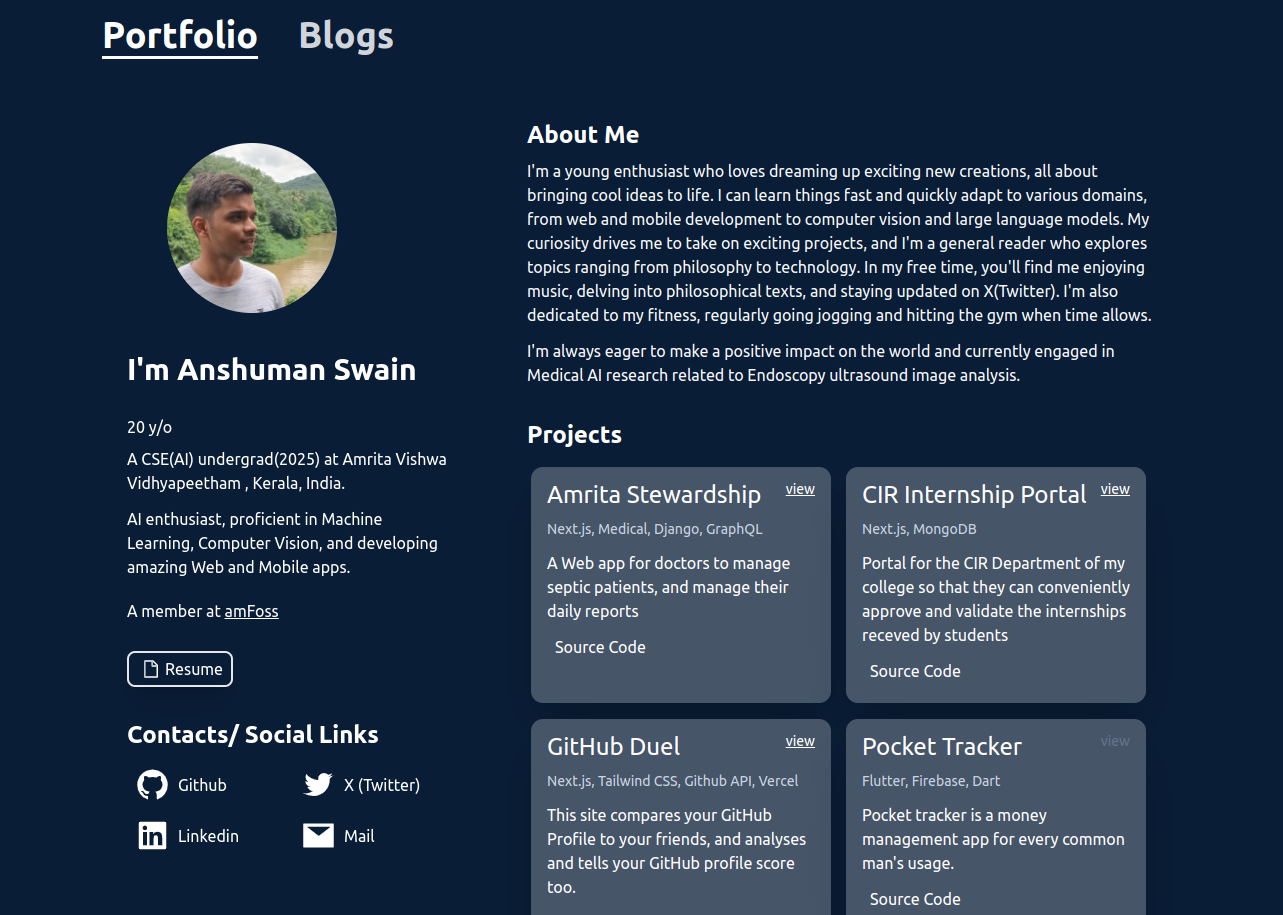 Portfolio Blogs
I'm Anshuman Swain
20 y/o
A CSE(AI) undergrad(2025) at Amrita Vishwa
Vidhyapeetham , Kerala, India.
AI enthusiast, proficient in Machine
Learning, Computer Vision, and developing
amazing Web and Mobile apps.
A member at amFoss
Resume
Contacts/ Social Links
Github X (Twitter)
Linkedin Mail
About Me
I'm a young enthusiast who loves dreaming up exciting new creations, all about
bringing cool ideas to life. I can learn things fast and quickly adapt to various domains,
from web and mobile development to computer vision and large language models. My
curiosity drives me to take on exciting projects, and I'm a general reader who explores
topics ranging from philosophy to technology. In my free time, you'll find me enjoying
music, delving into philosophical texts, and staying updated on X(Twitter). I'm also
dedicated to my fitness, regularly going jogging and hitting the gym when time allows.
I'm always eager to make a positive impact on the world and currently engaged in
Medical AI research related to Endoscopy ultrasound image analysis.
Projects
Amrita Stewardship view
Next.js, Medical, Django, GraphQL
A Web app for doctors to manage
septic patients, and manage their
daily reports
Source Code
CIR Internship Portal view
Next.js, MongoDB
Portal for the CIR Department of my
college so that they can conveniently
approve and validate the internships
receved by students
Source Code
GitHub Duel view
Next.js, Tailwind CSS, Github API, Vercel
This site compares your GitHub
Profile to your friends, and analyses
and tells your GitHub profile score
too.
Pocket Tracker view
Flutter, Firebase, Dart
Pocket tracker is a money
management app for every common
man's usage.
Source Code